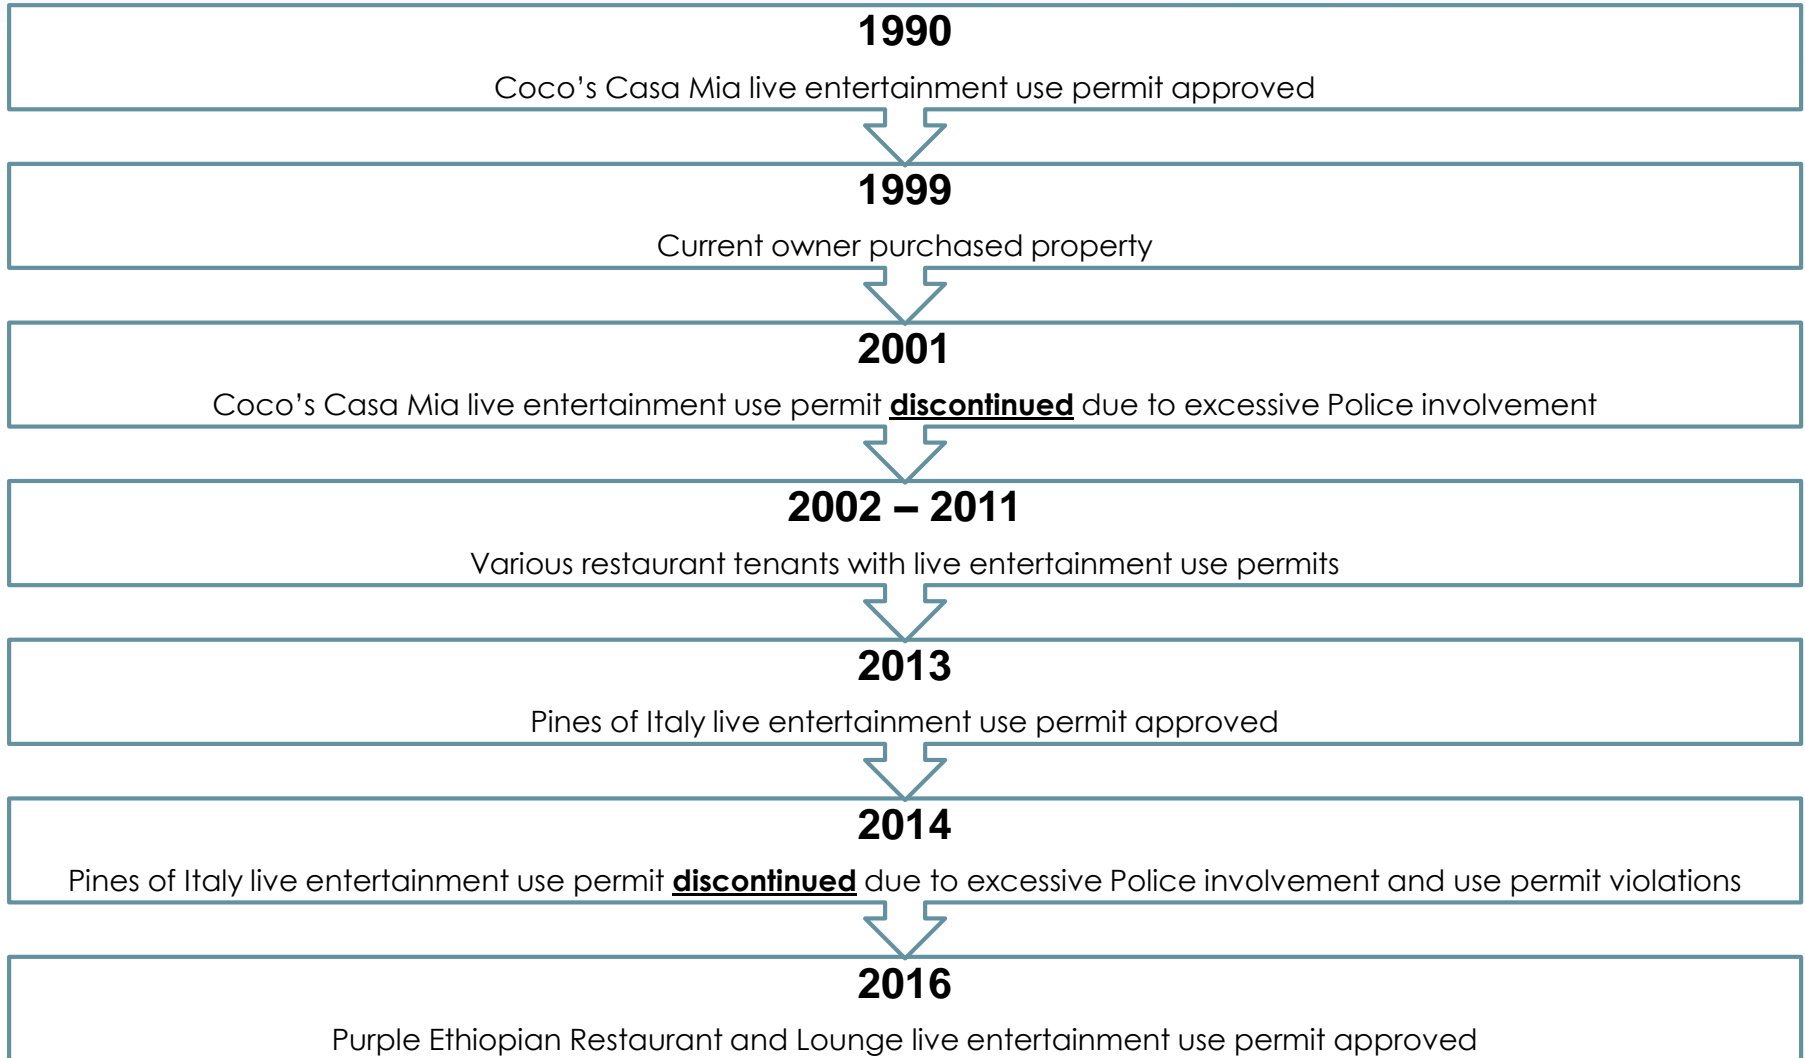 1990
Coco’s Casa Mia live entertainment use permit approved
1999
Current owner purchased property
2001
Coco’s Casa Mia live entertainment use permit discontinued due to excessive Police involvement
2002 – 2011
Various restaurant tenants with live entertainment use permits
2013
Pines of Italy live entertainment use permit approved
2014
Pines of Italy live entertainment use permit discontinued due to excessive Police involvement and use permit violations
2016
Purple Ethiopian Restaurant and Lounge live entertainment use permit approved